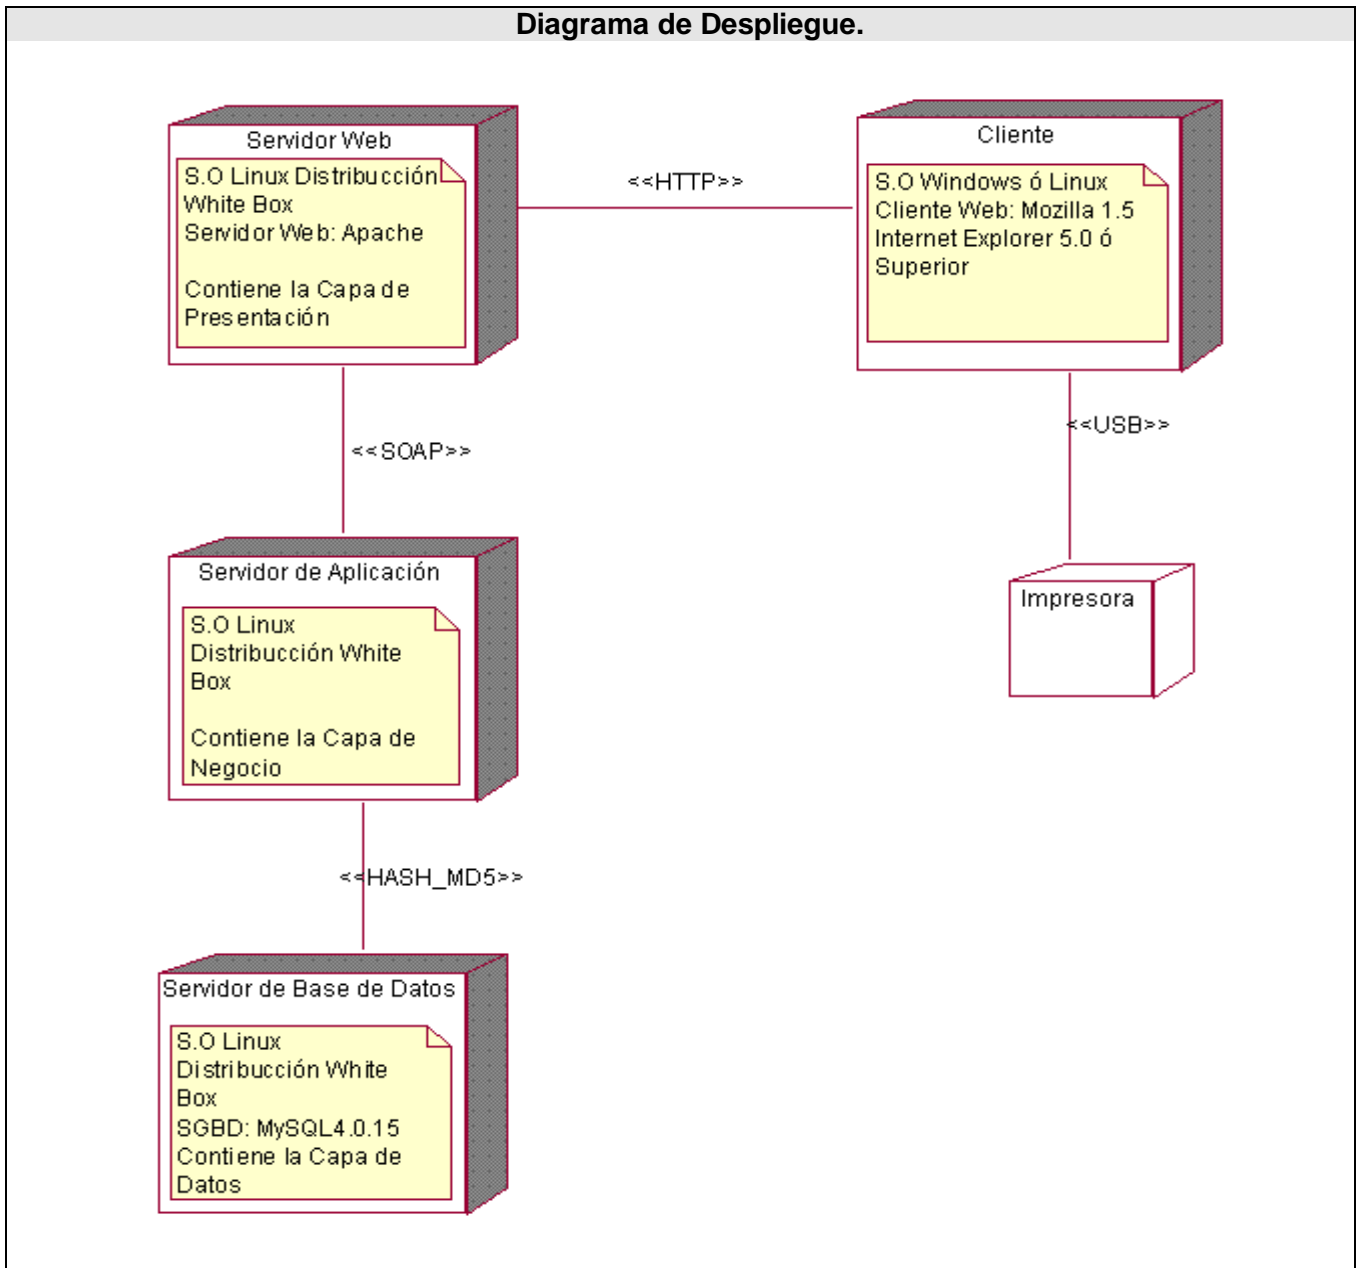 Diagrama de Despliegue.
Servidor Web
S.O Linux Distribucción
White Box
Servidor Web: Apache
Contiene la Capa de
Presentación
<<HTTP>>
Cliente
S.O Windows ó Linux
Cliente Web: Mozilla 1.5
Internet Explorer 5.0 ó
Superior
<<SOAP>>
<<USB>>
Servidor de Aplicación
S.O Linux
Distribucción White
Box
Contiene la Capa de
Negocio
Impresora
<<HASH_MD5>>
Servidor de Base de Datos
S.O Linux
Distribucción White
Box
SGBD: MySQL4.0.15
Contiene la Capa de
Datos